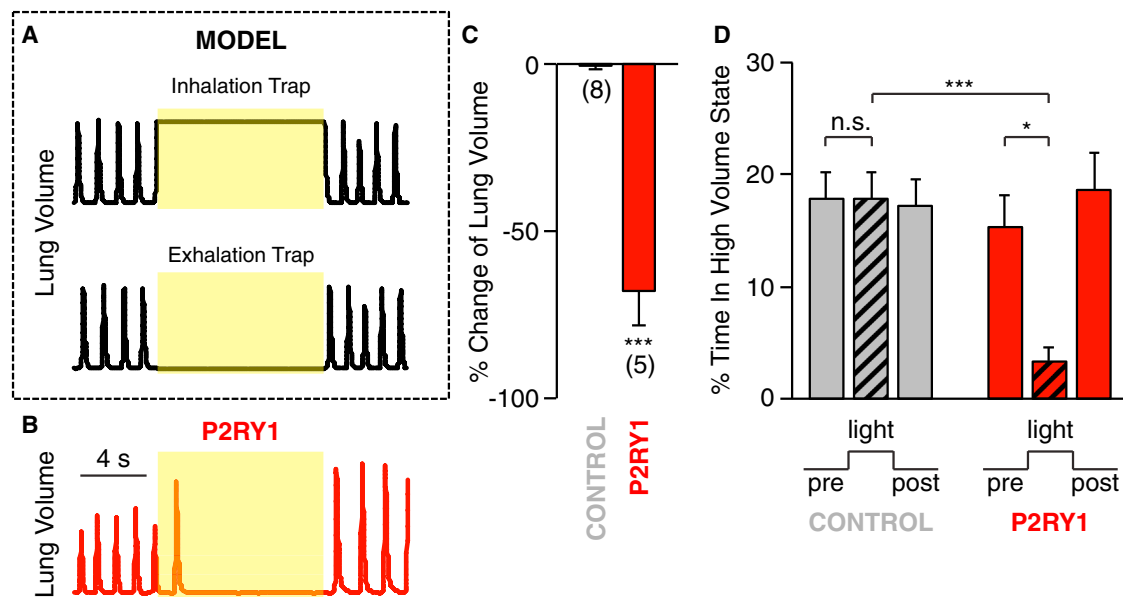 A
MODEL
Inhalation Trap
Exhalation Trap
Lung Volume
B
P2RY1
4 s
Lung Volume
C
% Change of Lung Volume
0
-50
-100
(8)
***
(5)
CONTROL
P2RY1
D
% Time In High Volume State
30
20
10
0
***
n.s.
*
light
light
pre
post
pre
post
CONTROL
P2RY1